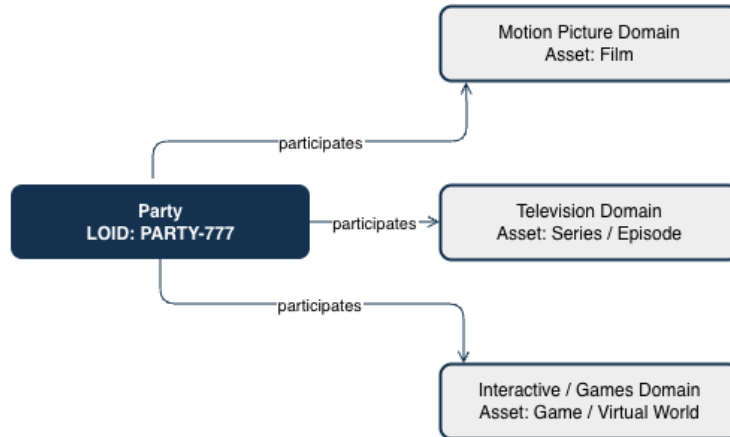 Motion Picture Domain
Asset: Film
participates
Party
LOID: PARTY-777
participates
Television Domain
Asset: Series / Episode
participates
Interactive / Games Domain
Asset: Game / Virtual World